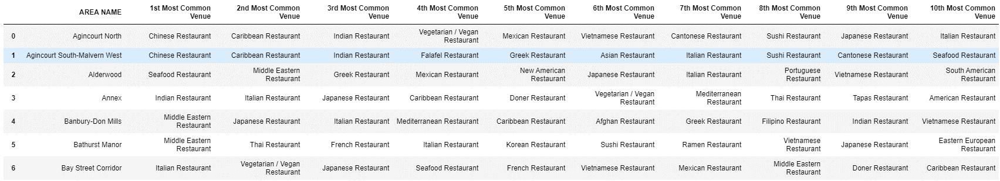 AREA NAME 1st Most Common Venue 2nd Most Common Venue 3rd Most Common Venue 4th Most Common Venue 5th Most Common Venue 6th Most Common Venue 7th Most Common Venue 8th Most Common Venue 9th Most Common Venue 10th Most Common Venue
0 Agincourt North Chinese Restaurant Caribbean Restaurant Indian Restaurant Vegetarian / Vegan Restaurant Mexican Restaurant Vietnamese Restaurant Cantonese Restaurant Sushi Restaurant Japanese Restaurant Italian Restaurant
1 Agincourt South-Malvern West Chinese Restaurant Caribbean Restaurant Indian Restaurant Falafel Restaurant Greek Restaurant Asian Restaurant Italian Restaurant Sushi Restaurant Cantonese Restaurant Seafood Restaurant
2 Alderwood Seafood Restaurant Middle Eastern Restaurant Greek Restaurant Mexican Restaurant New American Restaurant Japanese Restaurant Italian Restaurant Portuguese Restaurant Vietnamese Restaurant South American Restaurant
3 Annex Indian Restaurant Italian Restaurant Japanese Restaurant Caribbean Restaurant Doner Restaurant Vegetarian / Vegan Restaurant Mediterranean Restaurant Thai Restaurant Tapas Restaurant American Restaurant
4 Banbury-Don Mills Middle Eastern Restaurant Japanese Restaurant Italian Restaurant Mediterranean Restaurant Caribbean Restaurant Afghan Restaurant Greek Restaurant Filipino Restaurant Indian Restaurant Vietnamese Restaurant
5 Bathurst Manor Middle Eastern Restaurant Thai Restaurant French Restaurant Italian Restaurant Korean Restaurant Sushi Restaurant Ramen Restaurant Vietnamese Restaurant Japanese Restaurant Eastern European Restaurant
6 Bay Street Corridor Italian Restaurant Vegetarian / Vegan Restaurant Japanese Restaurant Seafood Restaurant French Restaurant Vietnamese Restaurant Mexican Restaurant Middle Eastern Restaurant Doner Restaurant Caribbean Restaurant